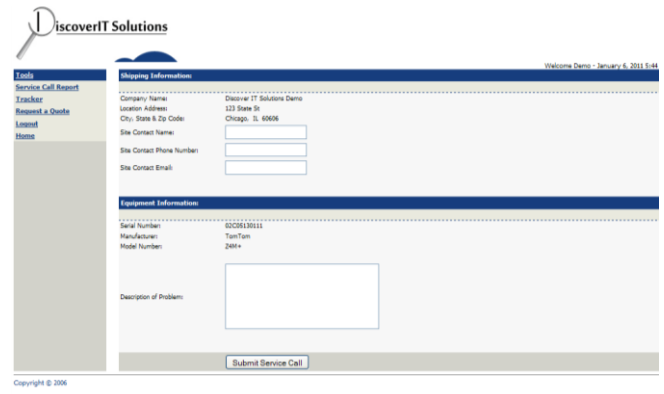 DiscoverIT Solutions
Welcome Demo - January 6, 2011 5:44
Tools
Service Call Report
Tracker
Request a Quote
Logout
Home
Shipping Information:
Company Name: Discover IT Solutions Demo
Location Address: 123 State St
City, State & Zip Code: Chicago, IL 60606
Site Contact Name:
Site Contact Phone Number:
Site Contact Email:
Equipment Information:
Serial Number: 02C05130111
Manufacturer: TomTom
Model Number: 24M+
Description of Problem:
Submit Service Call
Copyright © 2006